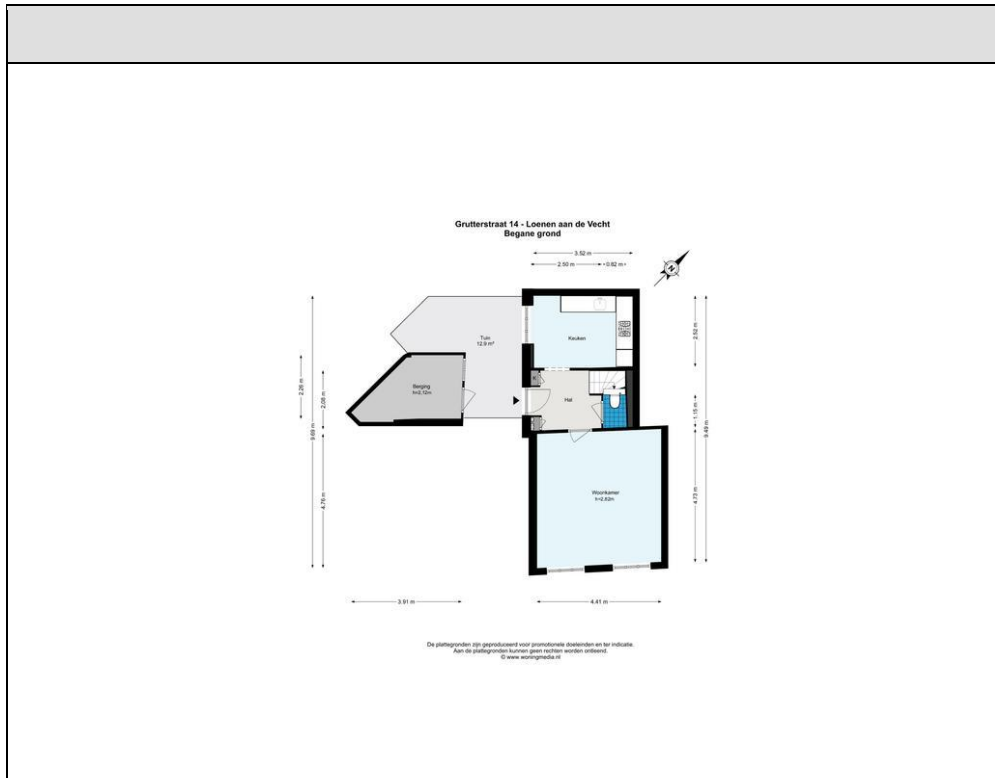 Grutterstraat 14 - Loenen aan de Vecht
Begane grond
3.52 m
2.50 m
0.82 m
N
Tuin
12.9 m²
Keuken
2.52 m
Berging
h=2,12m
2.26 m
2.08 m
Hal
1.15 m
9.69 m
9.49 m
Woonkamer
h=2.62m
4.76 m
4.73 m
3.91 m
4.41 m
De plattegronden zijn geproduceerd voor promotionele doeleinden en ter indicatie.
Aan de plattegronden kunnen geen rechten worden ontleend.
© www.woningmedia.nl